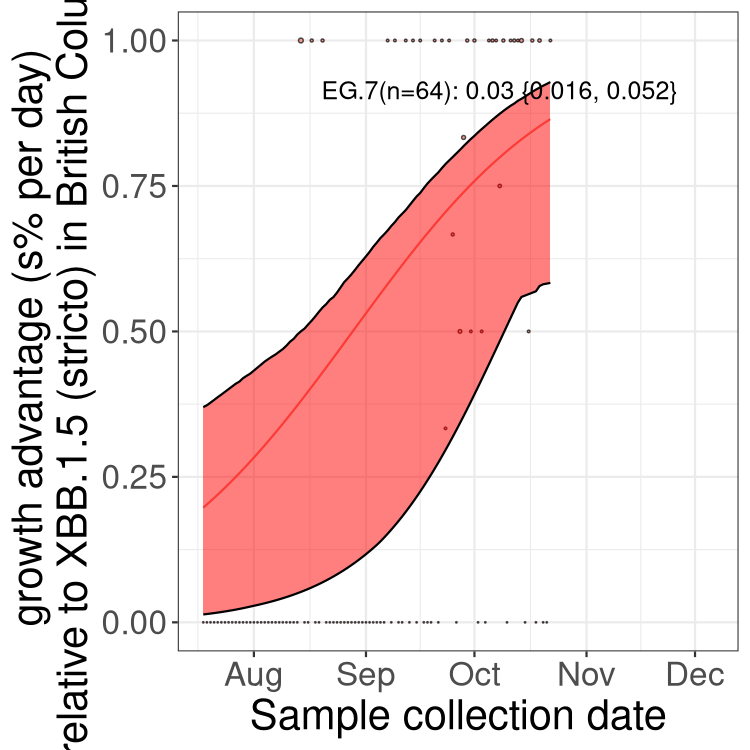 growth advantage (s% per day)
relative to XBB.1.5 (stricto) in British Colu
1.00
0.75
0.50
0.25
0.00
EG.7(n=64): 0.03 {0.016, 0.052}
Aug Sep Oct Nov Dec
Sample collection date